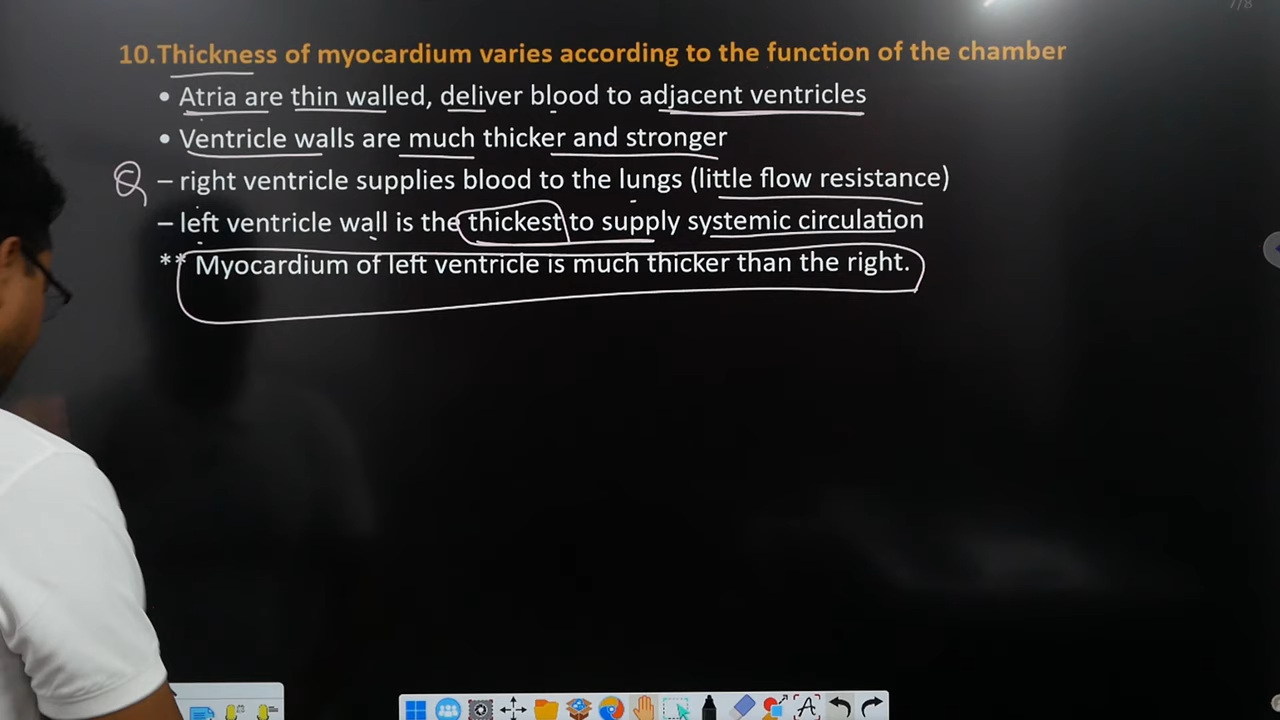 7/8
10.Thickness of myocardium varies according to the function of the chamber
• Atria are thin walled, deliver blood to adjacent ventricles
• Ventricle walls are much thicker and stronger
Q – right ventricle supplies blood to the lungs (little flow resistance)
– left ventricle wall is the thickest to supply systemic circulation
** Myocardium of left ventricle is much thicker than the right.
A